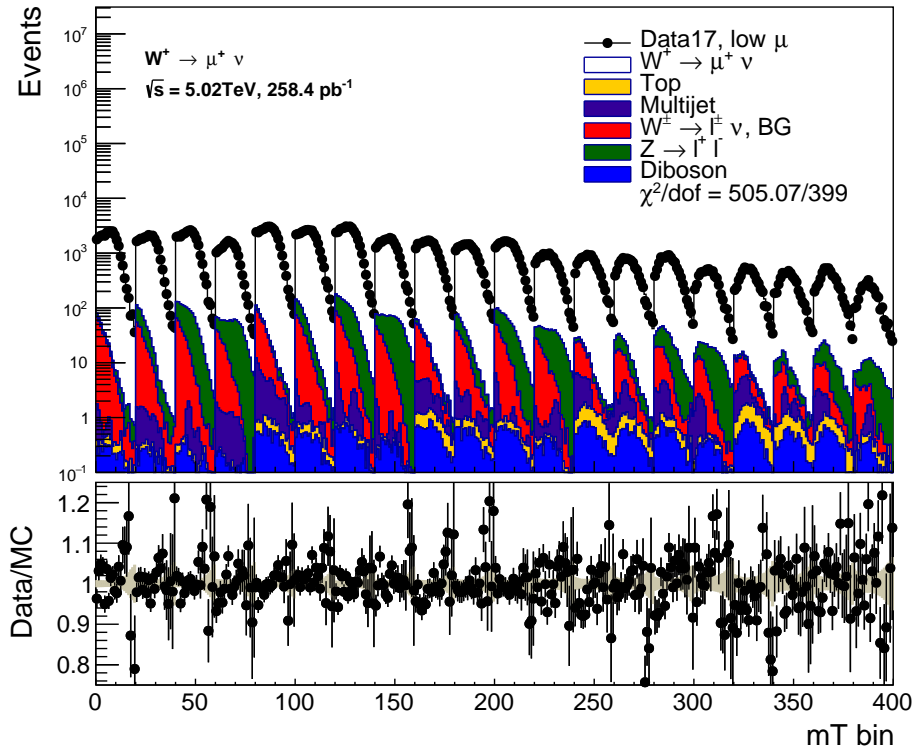 Events
10⁷
10⁶
10⁵
10⁴
10³
10²
10
1
10⁻¹
W⁺ → μ⁺ ν
√s = 5.02TeV, 258.4 pb⁻¹
Data17, low μ
W⁺ → μ⁺ ν
Top
Multijet
W± → l± ν, BG
Z → l⁺ l⁻
Diboson
χ²/dof = 505.07/399
Data/MC
1.2
1.1
1
0.9
0.8
0 50 100 150 200 250 300 350 400
mT bin